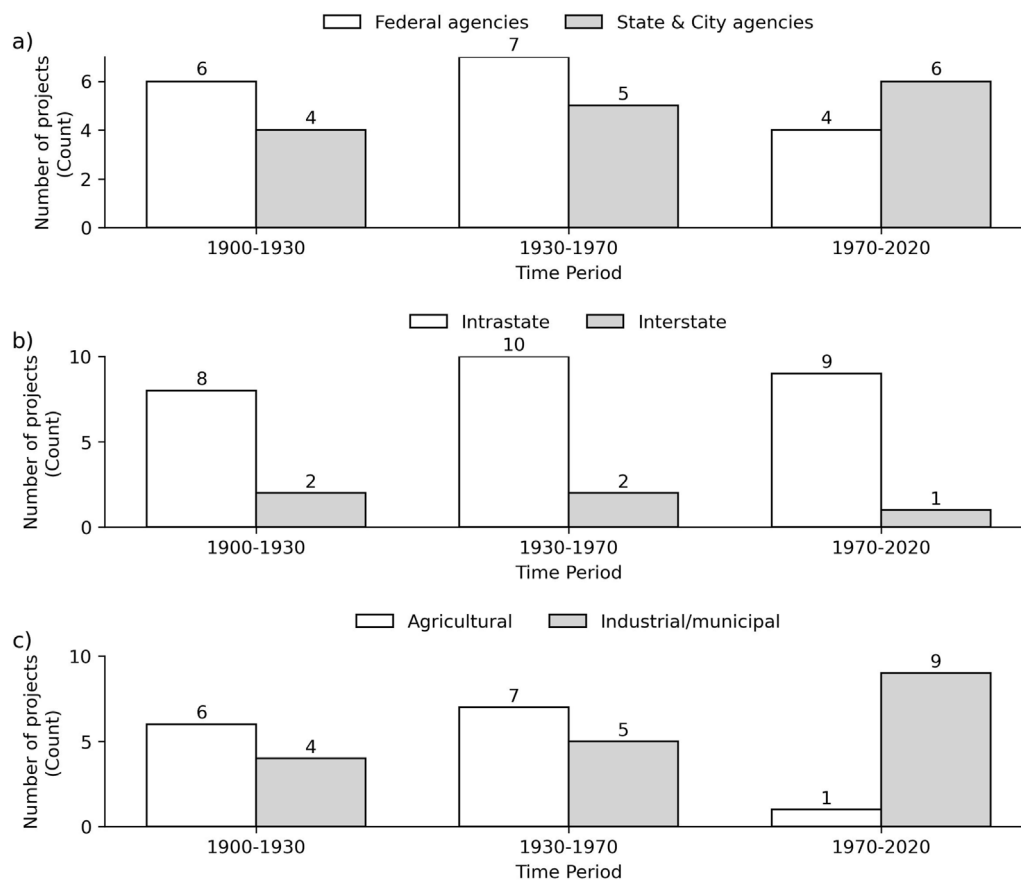 Federal agencies State & City agencies
a)
Number of projects
(Count)
6
4
2
0
6
4
7
5
4
6
1900-1930 1930-1970 1970-2020
Time Period
Intrastate Interstate
b)
Number of projects
(Count)
10
5
0
8
2
10
2
9
1
1900-1930 1930-1970 1970-2020
Time Period
Agricultural Industrial/municipal
c)
Number of projects
(Count)
10
5
0
6
4
7
5
1
9
1900-1930 1930-1970 1970-2020
Time Period